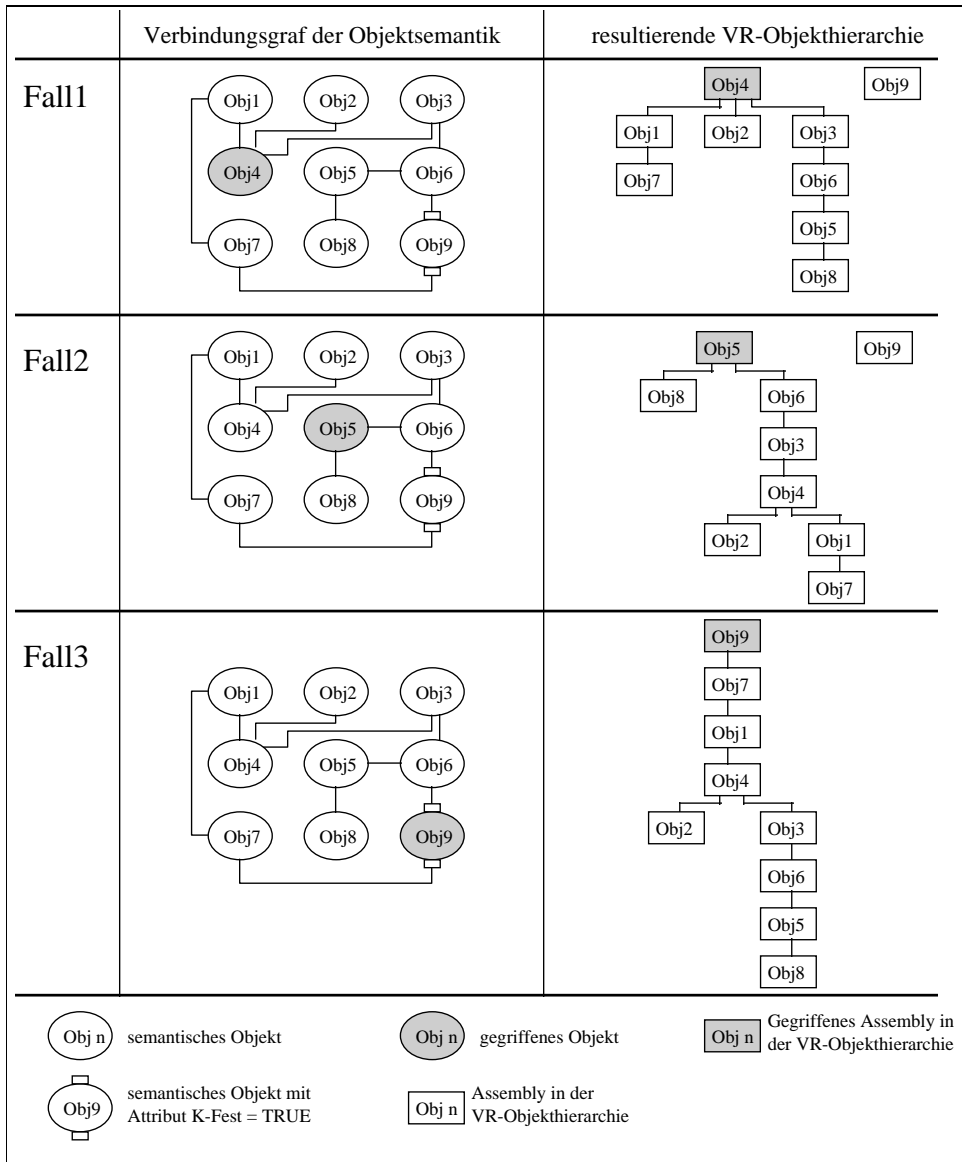 Verbindungsgraf der Objektsemantik
resultierende VR-Objekthierarchie
Fall1
Obj1 Obj2 Obj3
Obj4 Obj5 Obj6
Obj7 Obj8 Obj9
Obj4 Obj9
Obj1 Obj2 Obj3
Obj7 Obj6
Obj5
Obj8
Fall2
Obj1 Obj2 Obj3
Obj4 Obj5 Obj6
Obj7 Obj8 Obj9
Obj5 Obj9
Obj8 Obj6
Obj3
Obj4
Obj2 Obj1
Obj7
Fall3
Obj1 Obj2 Obj3
Obj4 Obj5 Obj6
Obj7 Obj8 Obj9
Obj9
Obj7
Obj1
Obj4
Obj2 Obj3
Obj6
Obj5
Obj8
Obj n semantisches Objekt
Obj n gegriffenes Objekt
Obj n Gegriffenes Assembly in
der VR-Objekthierarchie
Obj9 semantisches Objekt mit
Attribut K-Fest = TRUE
Obj n Assembly in der
VR-Objekthierarchie